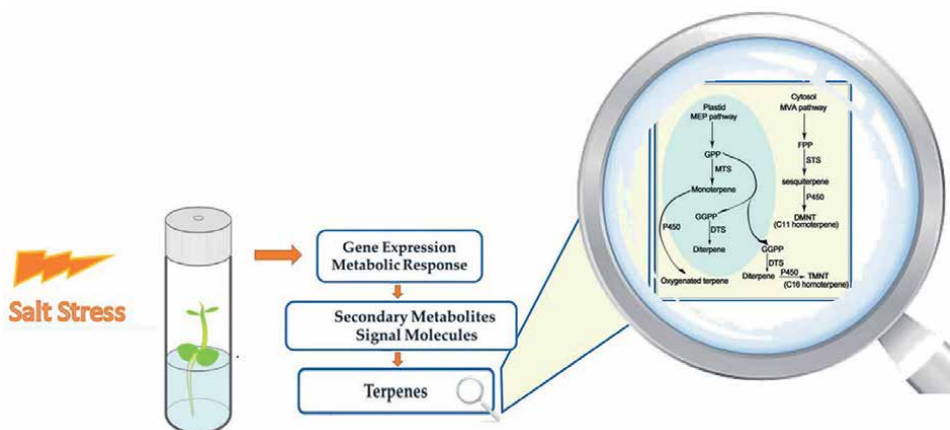 Salt Stress
Gene Expression
Metabolic Response
Secondary Metabolites
Signal Molecules
Terpenes
Plastid
MEP pathway
GPP
MTS
Monoterpene
GGPP
DTS
Diterpene
P450
Oxygenated terpene
GGPP
DTS
Diterpene
P450
TMNT
(C16 homoterpene)
Cytosol
MVA pathway
FPP
STS
sesquiterpene
P450
DMNT
(C11 homoterpene)